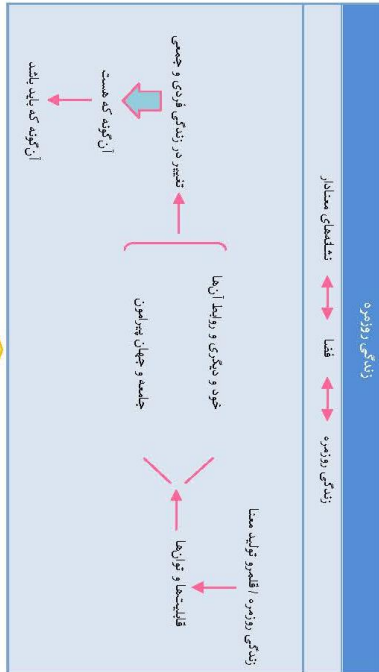 زندگی روزمره
زندگی روزمره
فضا
نشانه‌های معنادار
زندگی روزمره / قلمرو تولید معنا
قابلیت‌ها و توان‌ها
خود و دیگری و روابط آن‌ها
جامعه و جهان پیرامون
تغییر در زندگی فردی و جمعی
آن‌گونه که هست
آن‌گونه که باید باشد